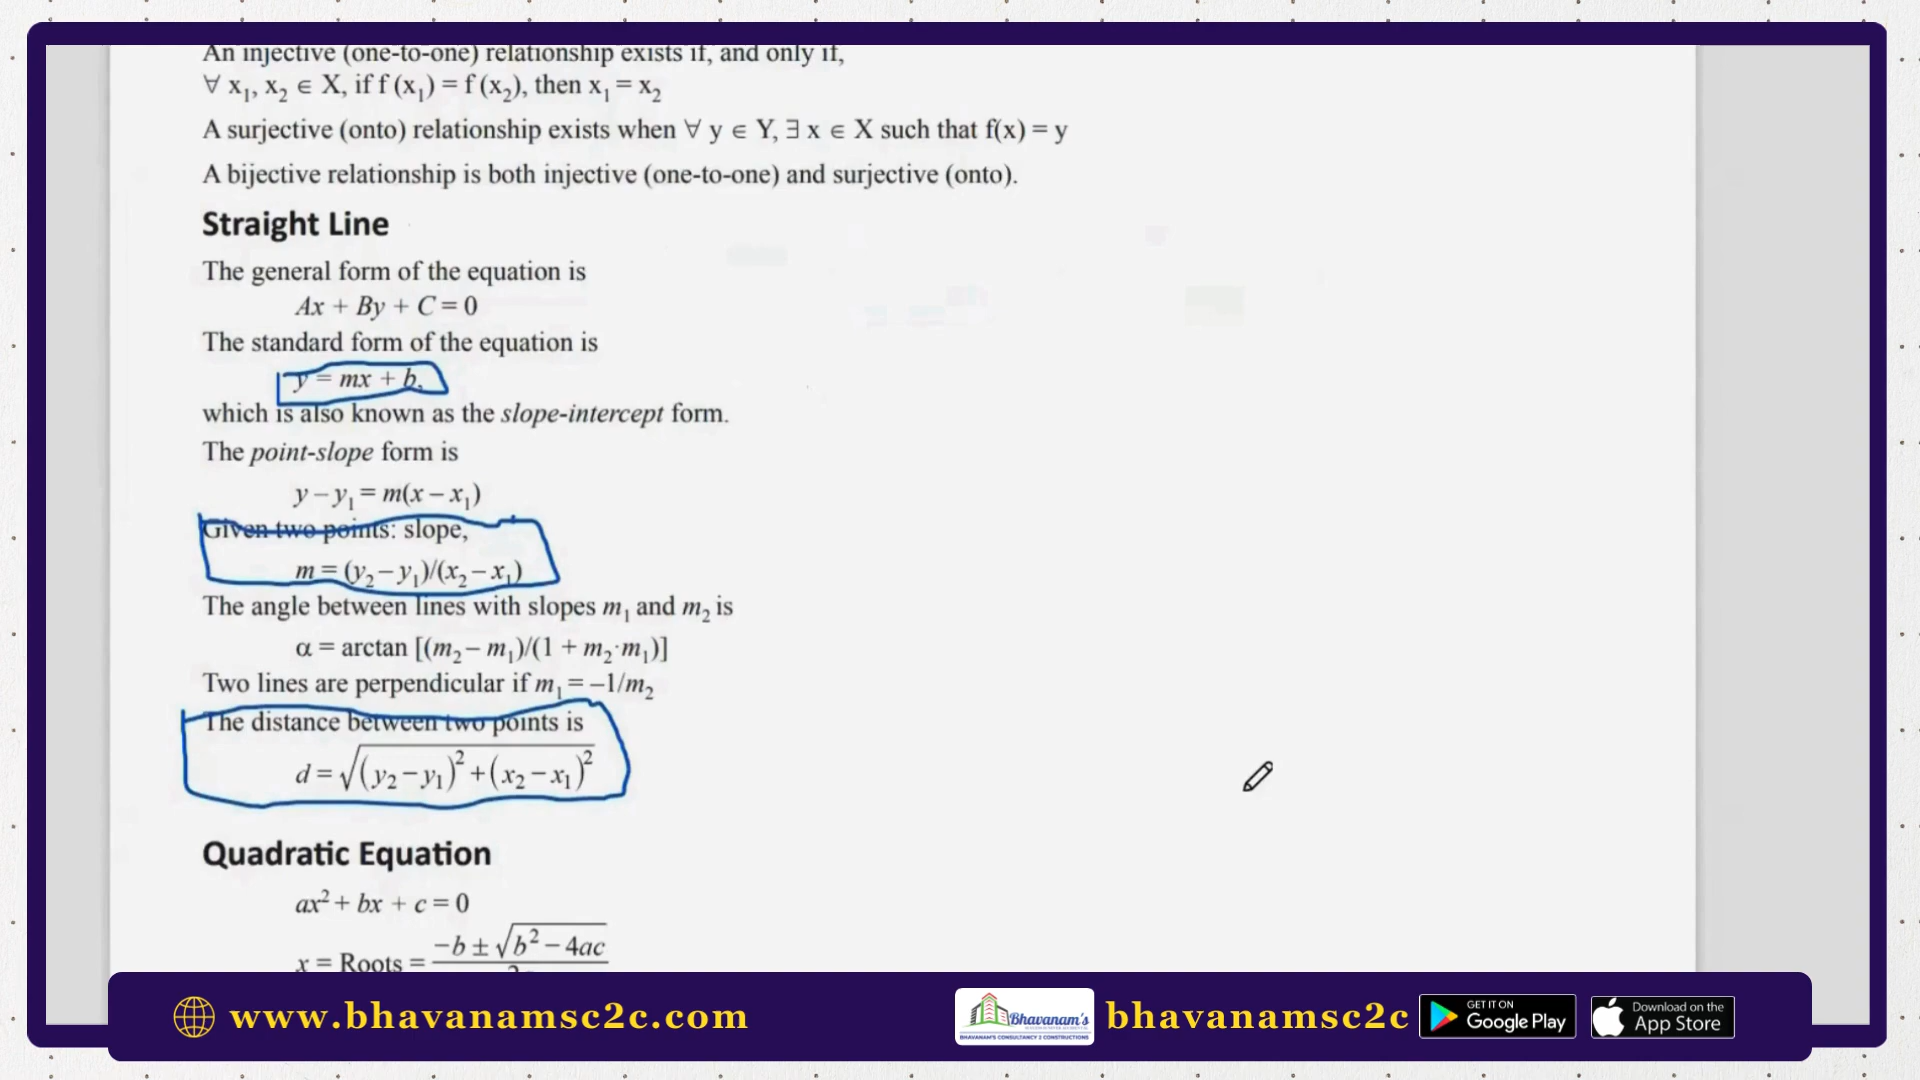 An injective (one-to-one) relationship exists if, and only if,
∀ x₁, x₂ ∈ X, if f (x₁) = f (x₂), then x₁ = x₂
A surjective (onto) relationship exists when ∀ y ∈ Y, ∃ x ∈ X such that f(x) = y
A bijective relationship is both injective (one-to-one) and surjective (onto).
Straight Line
The general form of the equation is
Ax + By + C = 0
The standard form of the equation is
y = mx + b,
which is also known as the slope-intercept form.
The point-slope form is
y – y₁ = m(x – x₁)
Given two points: slope,
m = (y₂ – y₁)/(x₂ – x₁)
The angle between lines with slopes m₁ and m₂ is
α = arctan [(m₂ – m₁)/(1 + m₂·m₁)]
Two lines are perpendicular if m₁ = –1/m₂
The distance between two points is
d = √((y₂ – y₁)² + (x₂ – x₁)²)
Quadratic Equation
ax² + bx + c = 0
x = Roots = –b ± √(b² – 4ac)
www.bhavanamsc2c.com
Bhavanam's
BHAVANAM'S CONSULTANCY 2 CONSTRUCTIONS
bhavanamsc2c
GET IT ON
Google Play
Download on the
App Store